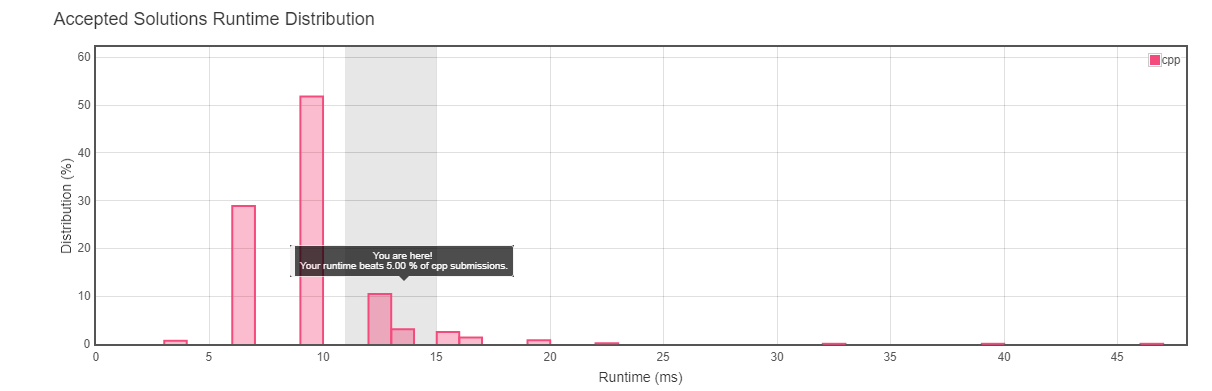 Accepted Solutions Runtime Distribution
60
50
40
30
20
10
0
Distribution (%)
cpp
You are here!
Your runtime beats 5.00 % of cpp submissions.
0 5 10 15 20 25 30 35 40 45
Runtime (ms)